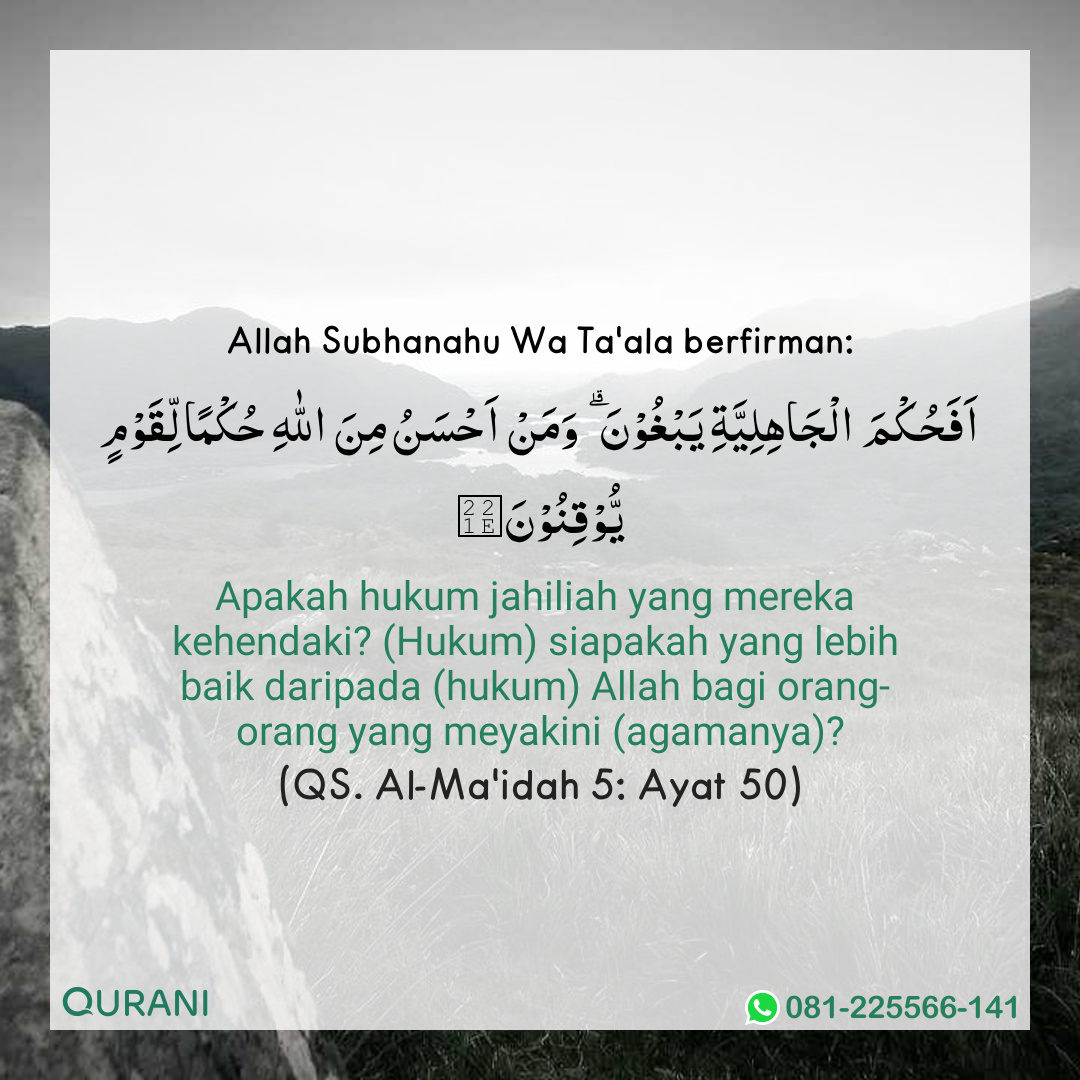 Allah Subhanahu Wa Ta'ala berfirman:
اَفَحُكْمَ الْجَاهِلِيَّةِ يَبْغُوْنَ ۗ وَمَنْ اَحْسَنُ مِنَ اللّٰهِ حُكْمًا لِّقَوْمٍ
يُّوْقِنُوْنَ
Apakah hukum jahiliah yang mereka
kehendaki? (Hukum) siapakah yang lebih
baik daripada (hukum) Allah bagi orang-
orang yang meyakini (agamanya)?
(QS. Al-Ma'idah 5: Ayat 50)
QURANI
081-225566-141